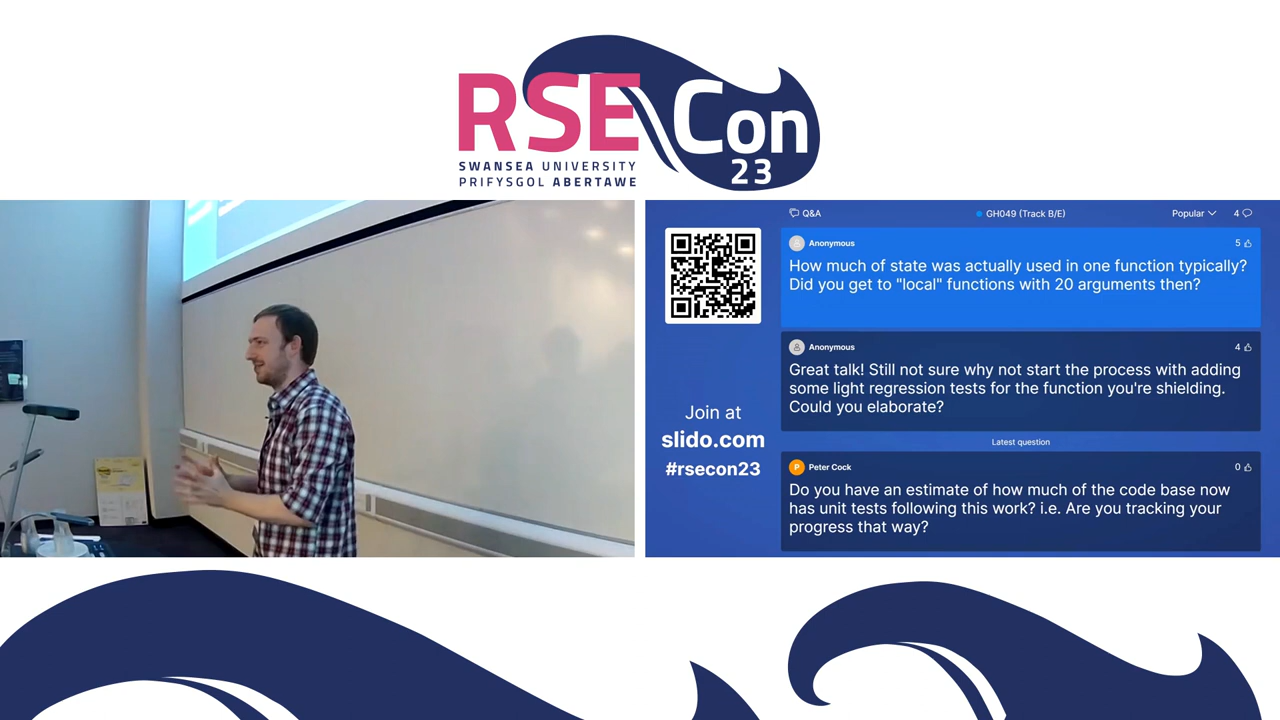 RSE Con
23
SWANSEA UNIVERSITY
PRIFYSGOL ABERTAWE
Q&A
GH049 (Track B/E)
Popular
4
Anonymous
5
How much of state was actually used in one function typically?
Did you get to "local" functions with 20 arguments then?
Anonymous
4
Great talk! Still not sure why not start the process with adding
some light regression tests for the function you're shielding.
Could you elaborate?
Join at
slido.com
#rsecon23
Latest question
P
Peter Cock
0
Do you have an estimate of how much of the code base now
has unit tests following this work? i.e. Are you tracking your
progress that way?